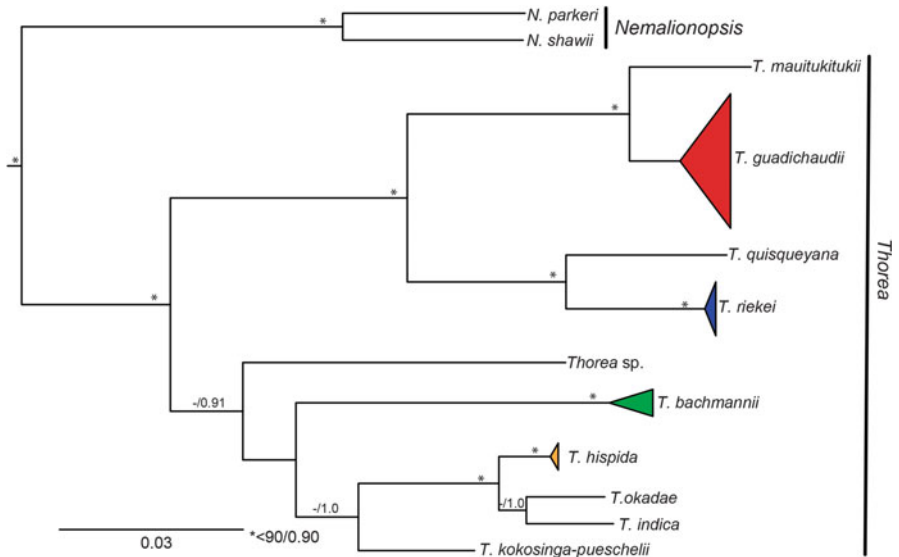 *
*
N. parkeri
N. shawii
Nemalionopsis
*
T. mauitukitukii
T. guadichaudii
*
*
T. quisqueyana
*
T. riekei
Thorea
*
-/0.91
Thorea sp.
*
T. bachmannii
*
T. hispida
*
-/1.0
T.okadae
T. indica
-/1.0
T. kokosinga-pueschelii
0.03
*<90/0.90